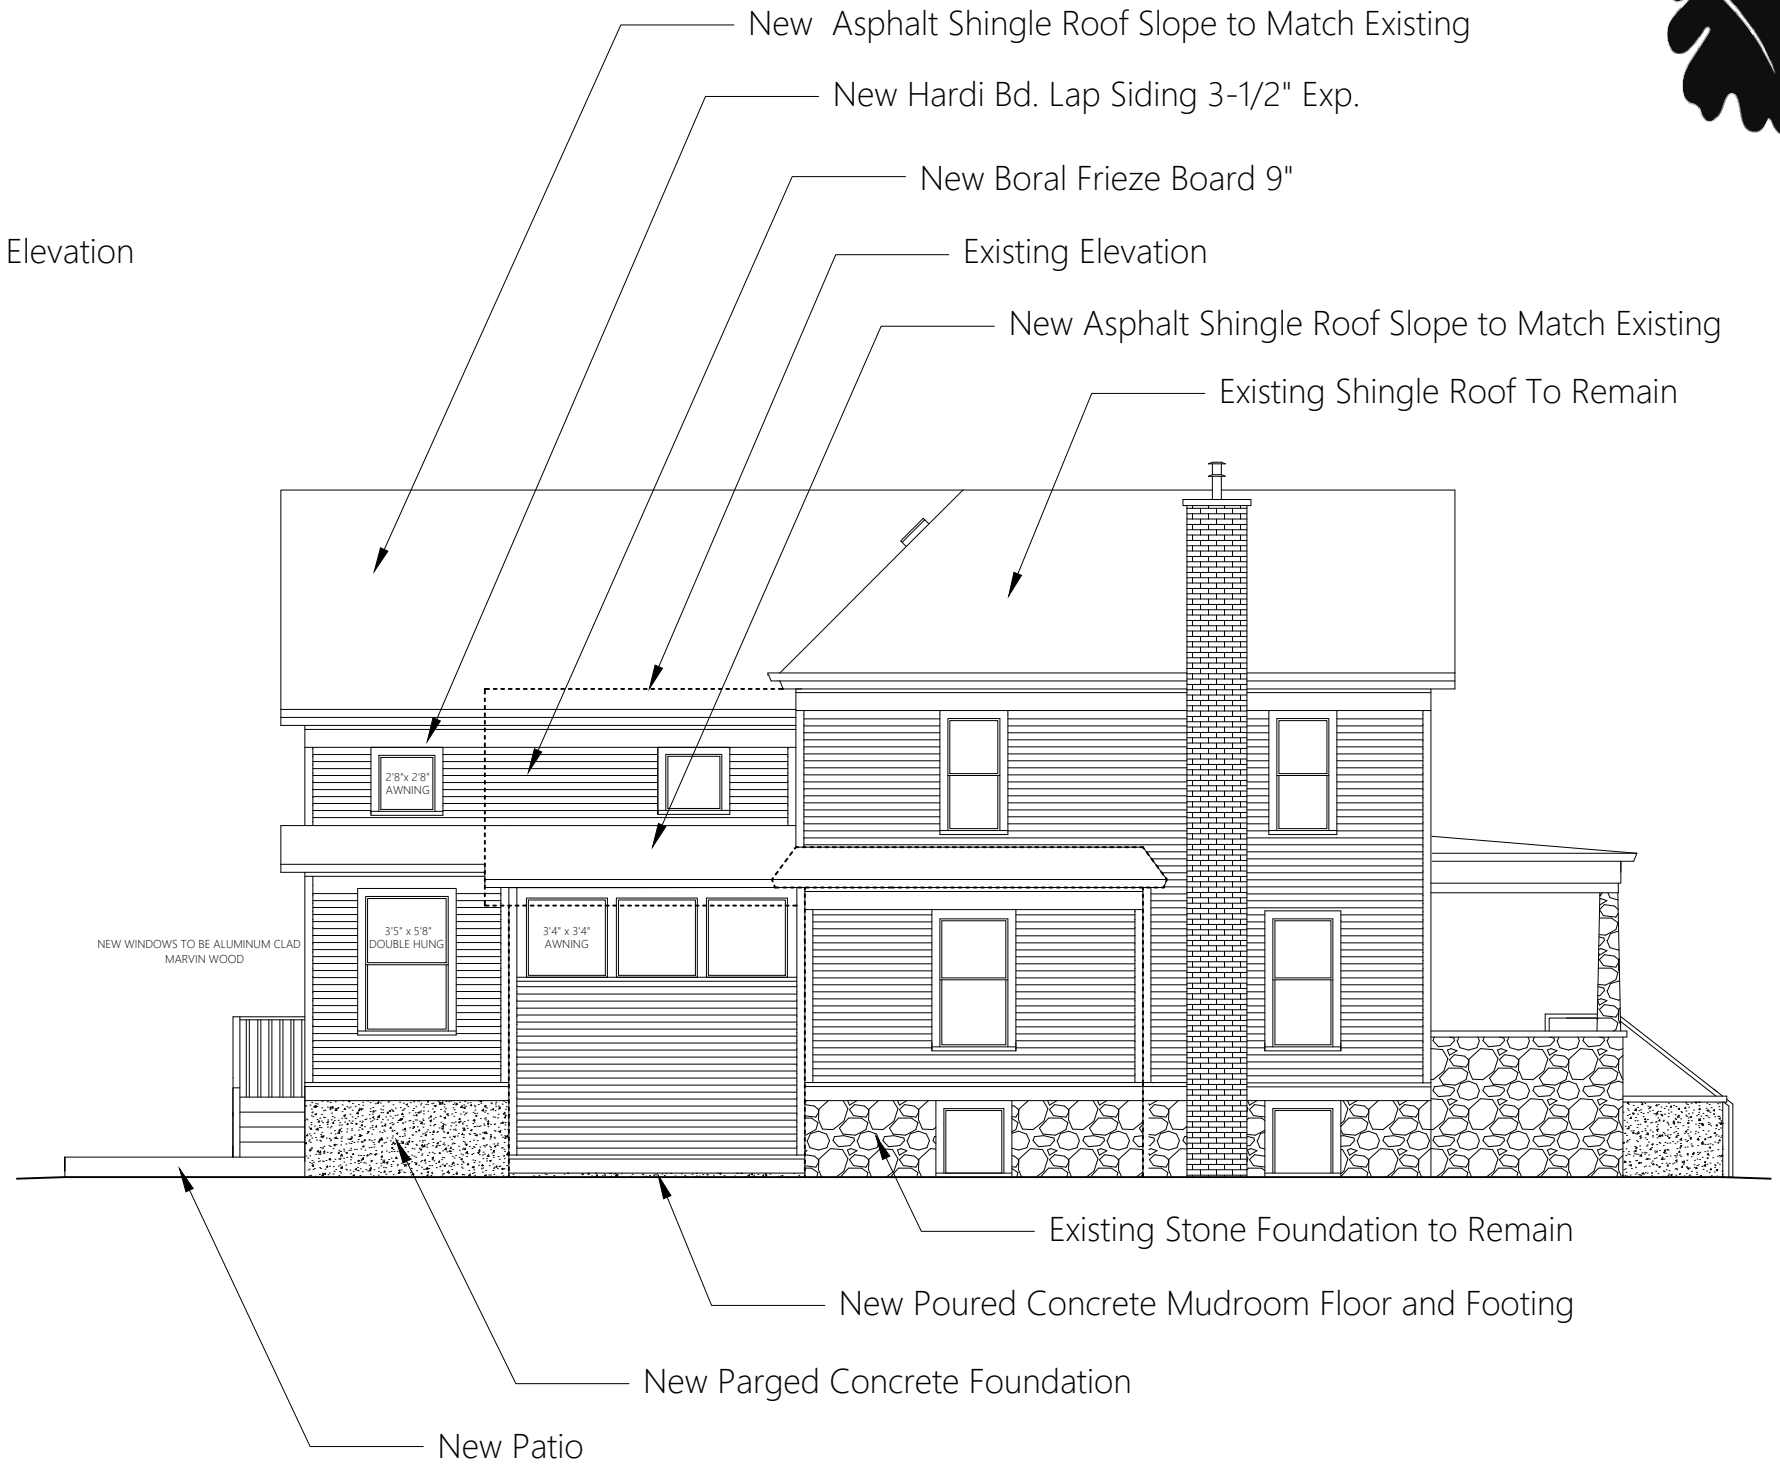 New Asphalt Shingle Roof Slope to Match Existing
New Hardi Bd. Lap Siding 3-1/2" Exp.
New Boral Frieze Board 9"
Elevation
Existing Elevation
New Asphalt Shingle Roof Slope to Match Existing
Existing Shingle Roof To Remain
2'8"x 2'8"
AWNING
3'5" x 5'8"
DOUBLE HUNG
3'4" x 3'4"
AWNING
NEW WINDOWS TO BE ALUMINUM CLAD
MARVIN WOOD
Existing Stone Foundation to Remain
New Poured Concrete Mudroom Floor and Footing
New Parged Concrete Foundation
New Patio